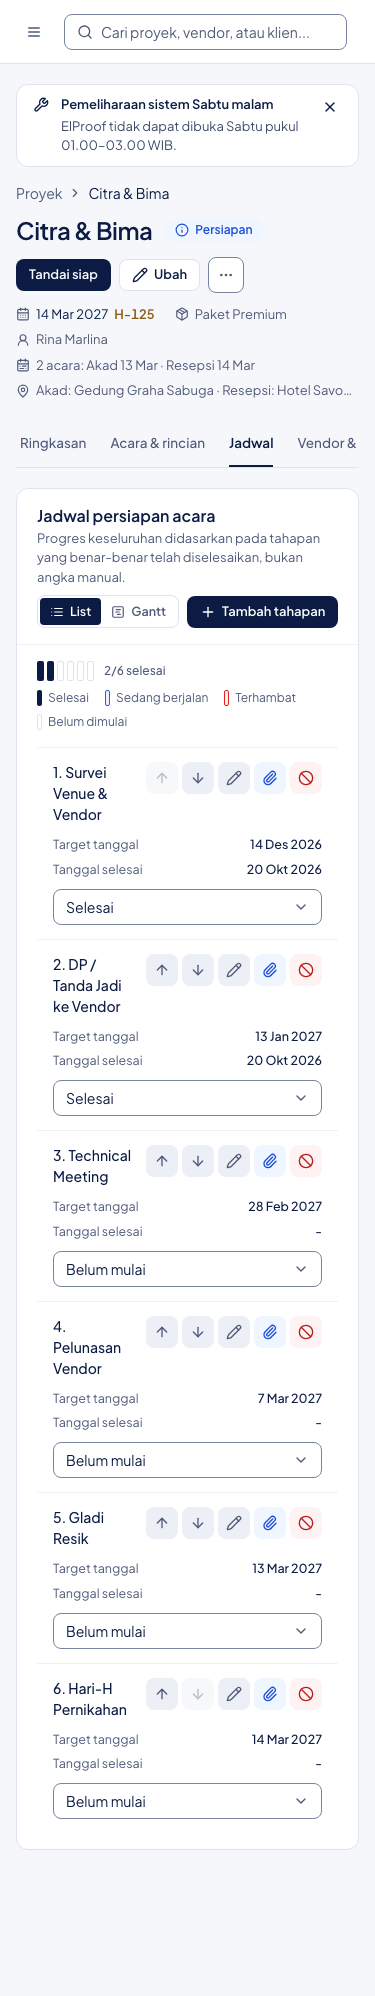 Cari proyek, vendor, atau klien...
Pemeliharaan sistem Sabtu malam
ElProof tidak dapat dibuka Sabtu pukul
01.00–03.00 WIB.
Proyek > Citra & Bima
Citra & Bima Persiapan
Tandai siap Ubah ...
14 Mar 2027 H-125 Paket Premium
Rina Marlina
2 acara: Akad 13 Mar · Resepsi 14 Mar
Akad: Gedung Graha Sabuga · Resepsi: Hotel Savo...
Ringkasan Acara & rincian Jadwal Vendor &
Jadwal persiapan acara
Progres keseluruhan didasarkan pada tahapan
yang benar-benar telah diselesaikan, bukan
angka manual.
List Gantt Tambah tahapan
2/6 selesai
Selesai Sedang berjalan Terhambat
Belum dimulai
1. Survei
Venue &
Vendor
Target tanggal 14 Des 2026
Tanggal selesai 20 Okt 2026
Selesai
2. DP /
Tanda Jadi
ke Vendor
Target tanggal 13 Jan 2027
Tanggal selesai 20 Okt 2026
Selesai
3. Technical
Meeting
Target tanggal 28 Feb 2027
Tanggal selesai -
Belum mulai
4.
Pelunasan
Vendor
Target tanggal 7 Mar 2027
Tanggal selesai -
Belum mulai
5. Gladi
Resik
Target tanggal 13 Mar 2027
Tanggal selesai -
Belum mulai
6. Hari-H
Pernikahan
Target tanggal 14 Mar 2027
Tanggal selesai -
Belum mulai